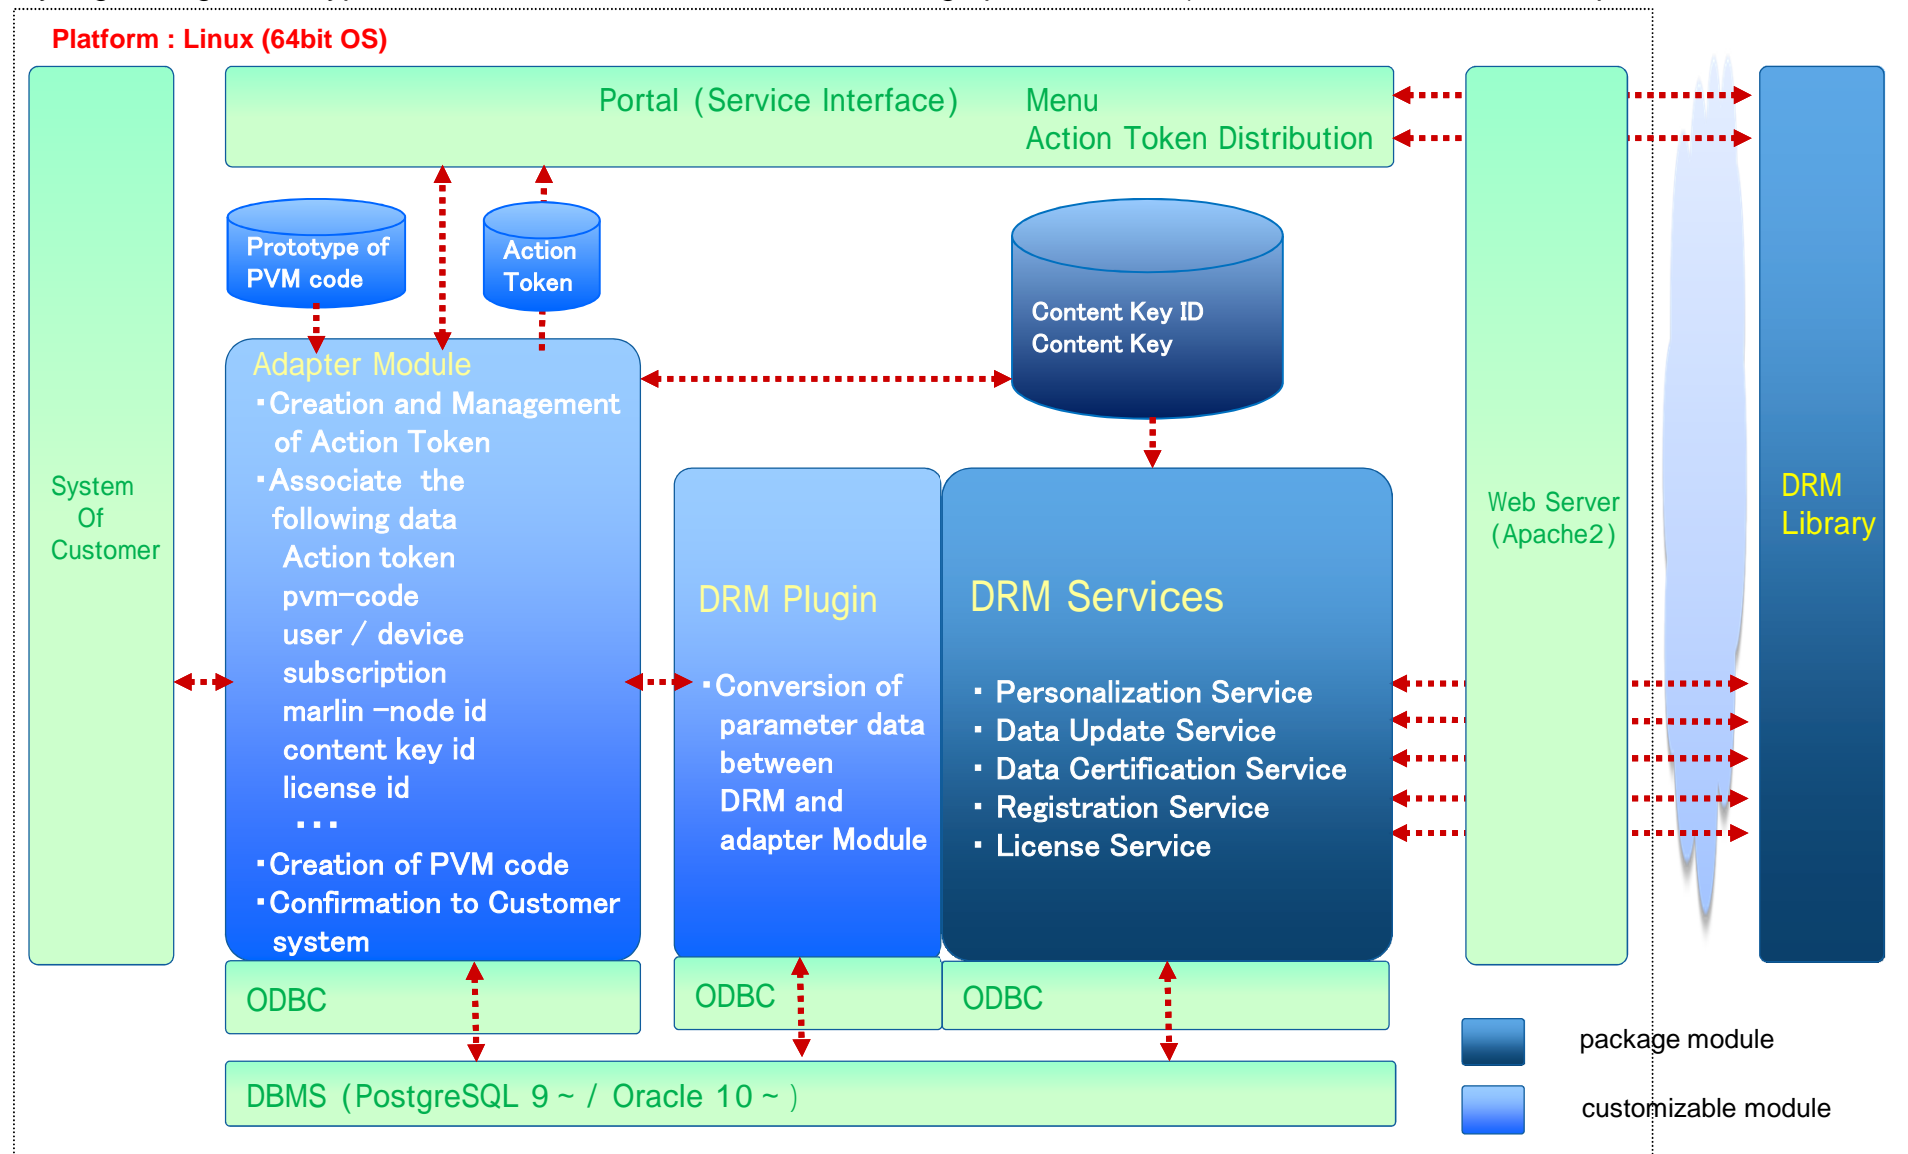 Platform : Linux (64bit OS)
Portal (Service Interface) Menu
Action Token Distribution
Prototype of
PVM code
Action
Token
Content Key ID
Content Key
System
Of
Customer
Adapter Module
・Creation and Management
of Action Token
・Associate the
following data
Action token
pvm-code
user / device
subscription
marlin -node id
content key id
license id
・・・
・Creation of PVM code
・Confirmation to Customer
system
DRM Plugin
・Conversion of
parameter data
between
DRM and
adapter Module
DRM Services
・ Personalization Service
・ Data Update Service
・ Data Certification Service
・ Registration Service
・ License Service
Web Server
(Apache2)
DRM
Library
ODBC
ODBC
ODBC
DBMS (PostgreSQL 9 ~ / Oracle 10 ~ )
package module
customizable module